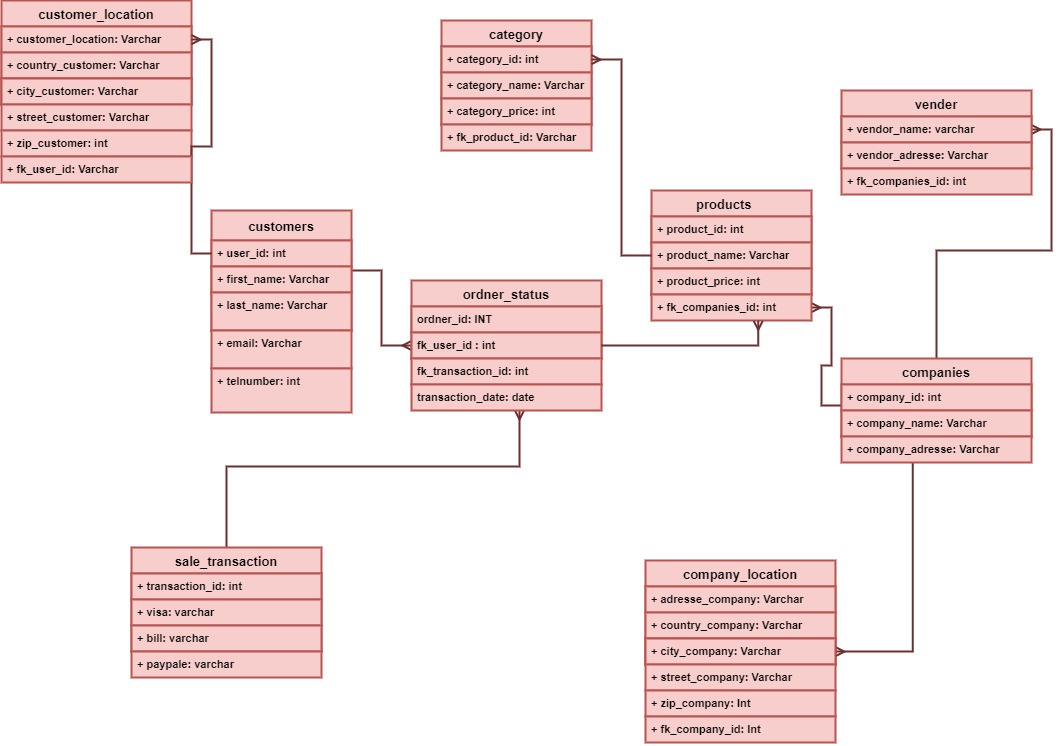 customer_location
+ customer_location: Varchar
+ country_customer: Varchar
+ city_customer: Varchar
+ street_customer: Varchar
+ zip_customer: int
+ fk_user_id: Varchar
category
+ category_id: int
+ category_name: Varchar
+ category_price: int
+ fk_product_id: Varchar
vender
+ vendor_name: varchar
+ vendor_adresse: Varchar
+ fk_companies_id: int
products
+ product_id: int
+ product_name: Varchar
+ product_price: int
+ fk_companies_id: int
customers
+ user_id: int
+ first_name: Varchar
+ last_name: Varchar
+ email: Varchar
+ telnumber: int
ordner_status
ordner_id: INT
fk_user_id : int
fk_transaction_id: int
transaction_date: date
companies
+ company_id: int
+ company_name: Varchar
+ company_adresse: Varchar
sale_transaction
+ transaction_id: int
+ visa: varchar
+ bill: varchar
+ paypale: varchar
company_location
+ adresse_company: Varchar
+ country_company: Varchar
+ city_company: Varchar
+ street_company: Varchar
+ zip_company: Int
+ fk_company_id: Int